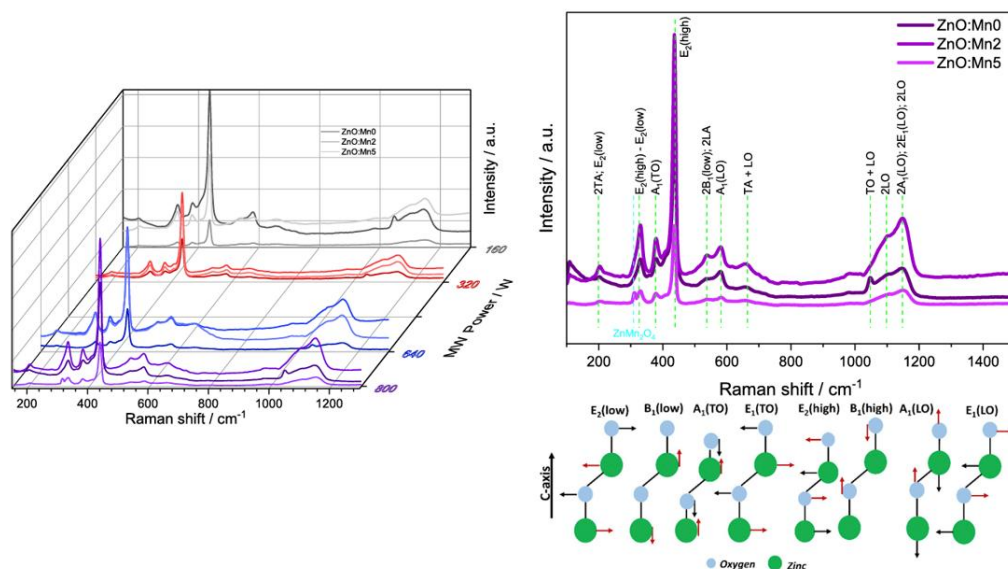 ZnO:Mn0
ZnO:Mn2
ZnO:Mn5
Intensity / a.u.
200 400 600 800 1000 1200
Raman shift / cm⁻¹
160
320
640
800
MW Power / W
ZnO:Mn0
ZnO:Mn2
ZnO:Mn5
Intensity / a.u.
2TA; E₂(low)
E₂(high) - E₂(low)
A₁(TO)
E₂(high)
2B₁(low); 2LA
A₁(LO)
TA + LO
TO + LO
2LO
2A₁(LO); 2E₁(LO); 2LO
ZnMn₂O₄
200 400 600 800 1000 1200 1400
Raman shift / cm⁻¹
E₂(low) B₁(low) A₁(TO) E₁(TO) E₂(high) B₁(high) A₁(LO) E₁(LO)
C-axis
Oxygen Zinc